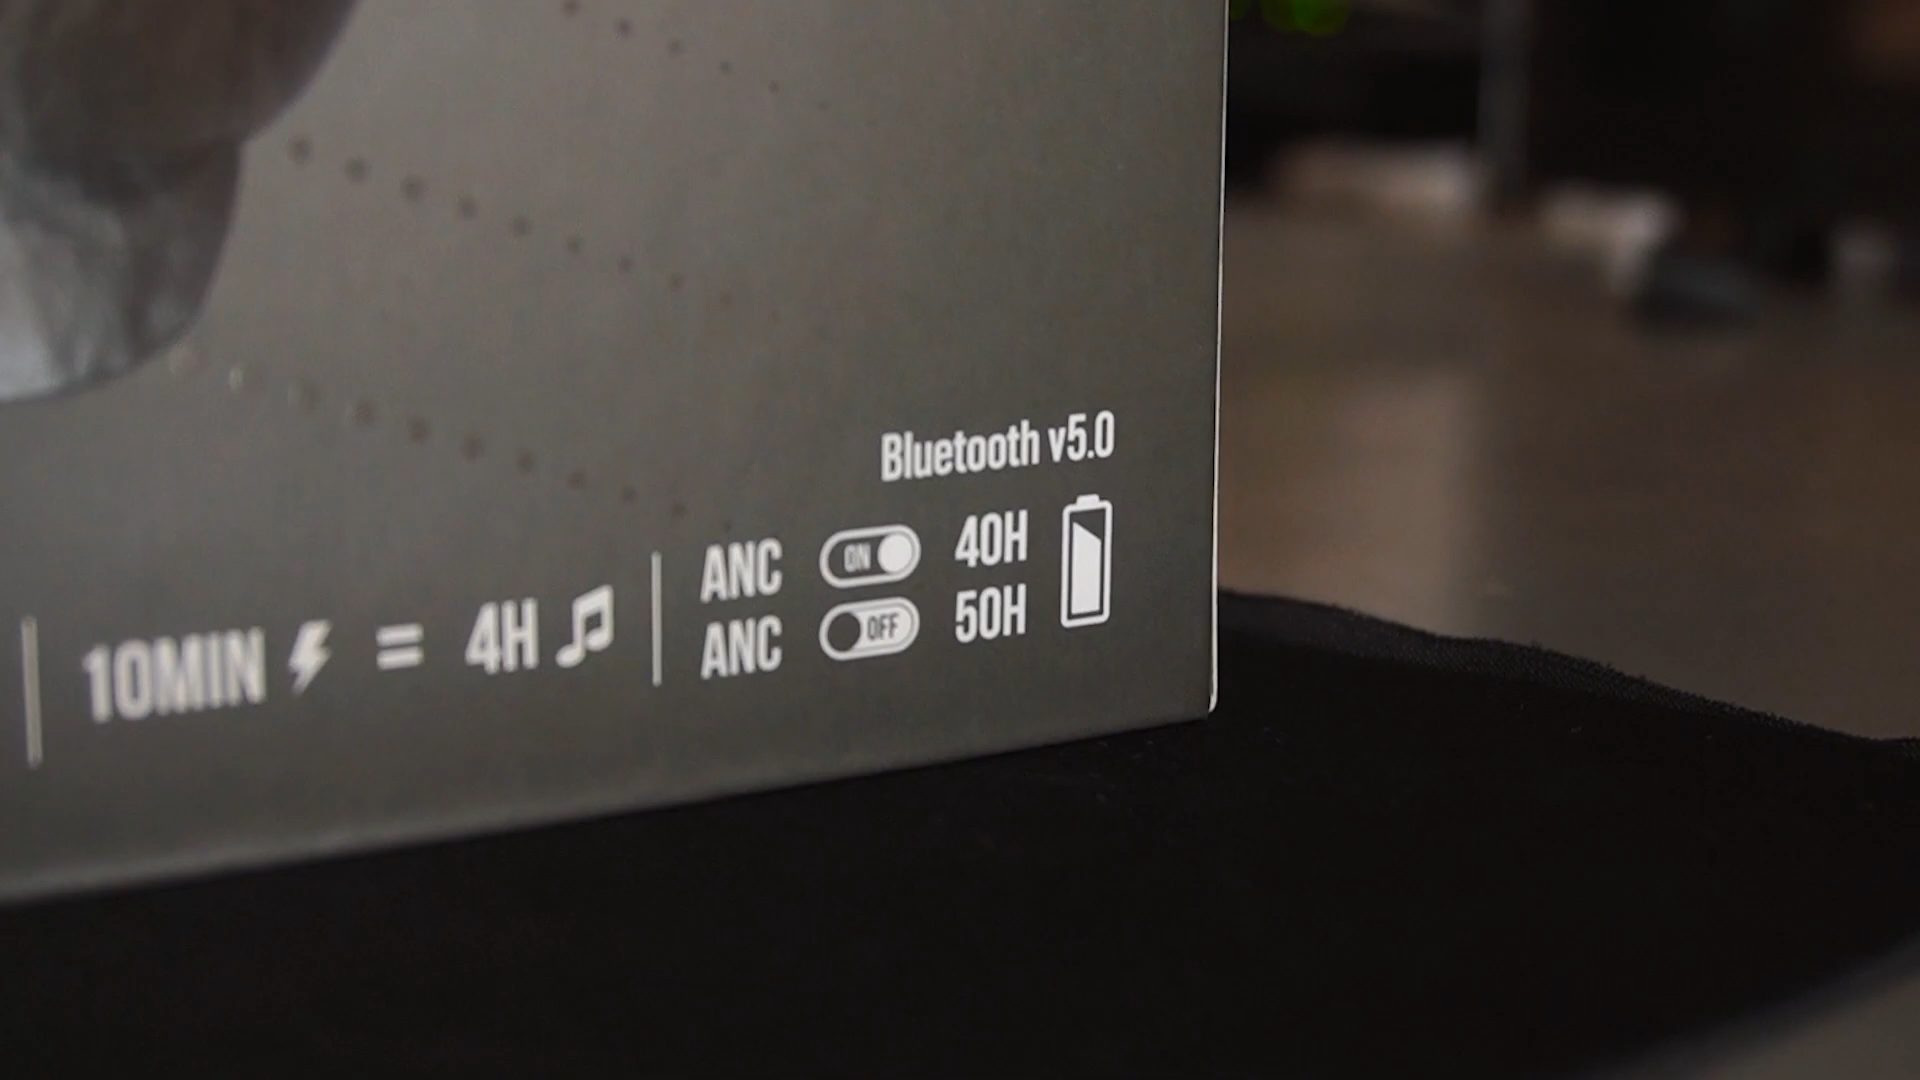 Bluetooth v5.0
ANC ON 40H
ANC OFF 50H
10MIN = 4H